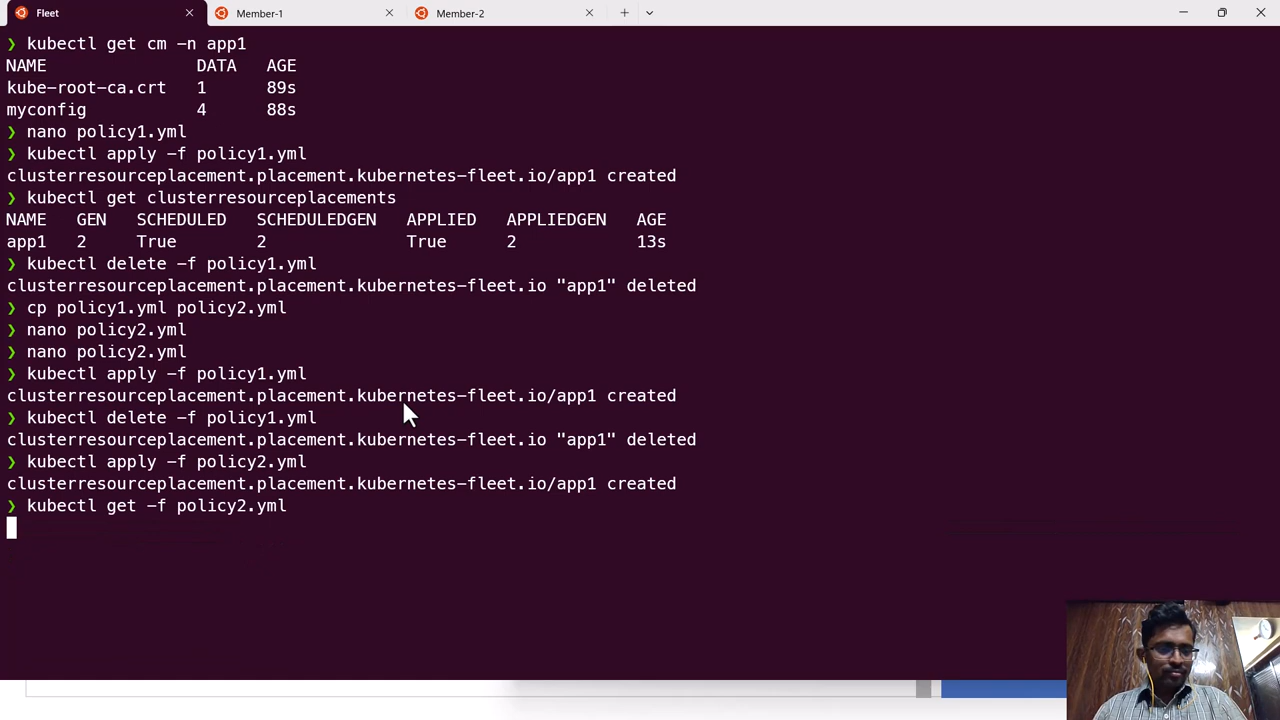 Fleet
Member-1
Member-2
❯ kubectl get cm -n app1
NAME DATA AGE
kube-root-ca.crt 1 89s
myconfig 4 88s
❯ nano policy1.yml
❯ kubectl apply -f policy1.yml
clusterresourceplacement.placement.kubernetes-fleet.io/app1 created
❯ kubectl get clusterresourceplacements
NAME GEN SCHEDULED SCHEDULEDGEN APPLIED APPLIEDGEN AGE
app1 2 True 2 True 2 13s
❯ kubectl delete -f policy1.yml
clusterresourceplacement.placement.kubernetes-fleet.io "app1" deleted
❯ cp policy1.yml policy2.yml
❯ nano policy2.yml
❯ nano policy2.yml
❯ kubectl apply -f policy1.yml
clusterresourceplacement.placement.kubernetes-fleet.io/app1 created
❯ kubectl delete -f policy1.yml
clusterresourceplacement.placement.kubernetes-fleet.io "app1" deleted
❯ kubectl apply -f policy2.yml
clusterresourceplacement.placement.kubernetes-fleet.io/app1 created
❯ kubectl get -f policy2.yml